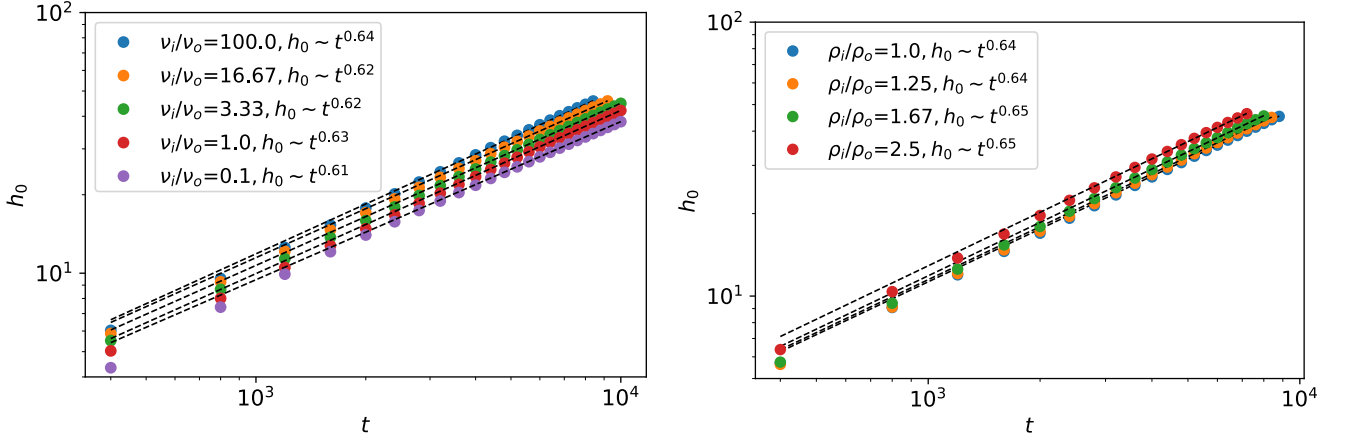 10²
ν_i/ν_o=100.0, h₀ ~ t^0.64
ν_i/ν_o=16.67, h₀ ~ t^0.62
ν_i/ν_o=3.33, h₀ ~ t^0.62
ν_i/ν_o=1.0, h₀ ~ t^0.63
ν_i/ν_o=0.1, h₀ ~ t^0.61
h₀
10¹
10³
10⁴
t
10²
ρ_i/ρ_o=1.0, h₀ ~ t^0.64
ρ_i/ρ_o=1.25, h₀ ~ t^0.64
ρ_i/ρ_o=1.67, h₀ ~ t^0.65
ρ_i/ρ_o=2.5, h₀ ~ t^0.65
h₀
10¹
10³
10⁴
t